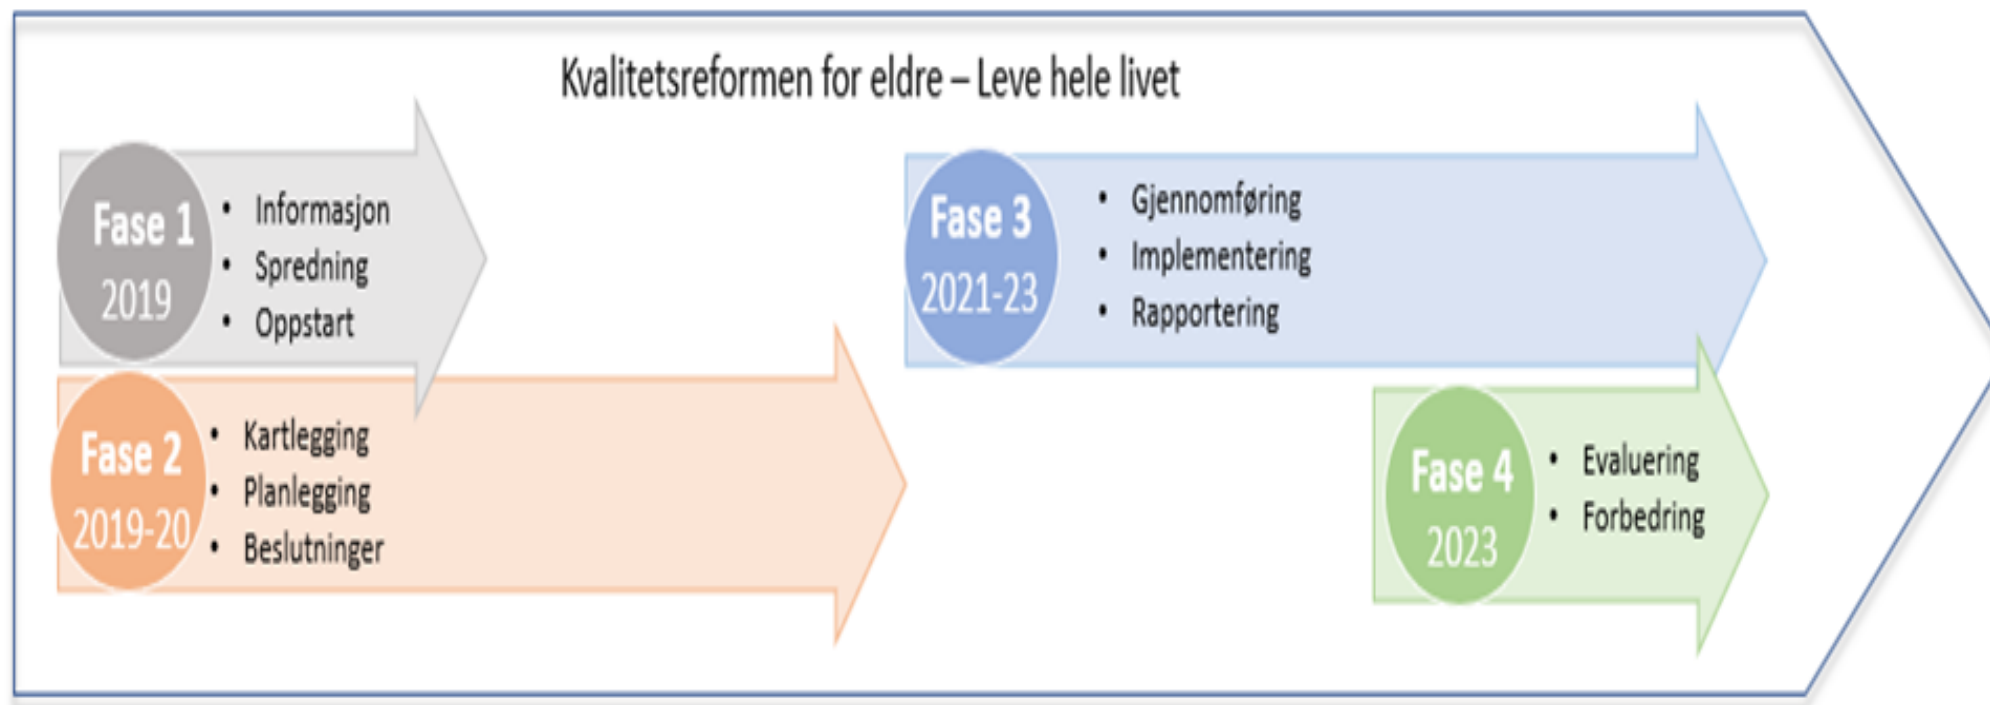 Kvalitetsreformen for eldre – Leve hele livet
Fase 1
2019
• Informasjon
• Spredning
• Oppstart
Fase 2
2019-20
• Kartlegging
• Planlegging
• Beslutninger
Fase 3
2021-23
• Gjennomføring
• Implementering
• Rapportering
Fase 4
2023
• Evaluering
• Forbedring